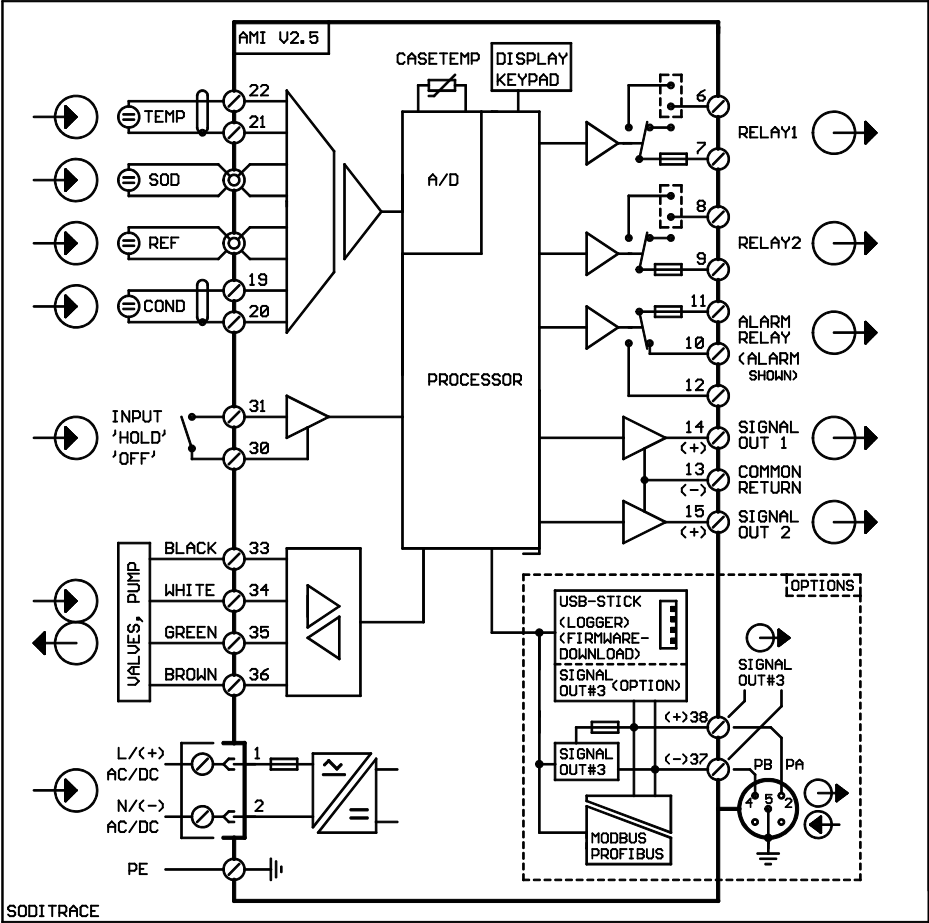 AMI V2.5
CASETEMP
DISPLAY
KEYPAD
22
TEMP
21
SOD
REF
19
COND
20
A/D
PROCESSOR
6
RELAY1
7
8
RELAY2
9
11
ALARM
RELAY
10
(ALARM
SHOWN)
12
INPUT
'HOLD'
'OFF'
31
30
14
(+)
SIGNAL
OUT 1
13
(-)
COMMON
RETURN
15
(+)
SIGNAL
OUT 2
VALVES, PUMP
BLACK
33
WHITE
34
GREEN
35
BROWN
36
OPTIONS
USB-STICK
(LOGGER)
(FIRMWARE-
DOWNLOAD)
SIGNAL
OUT#3 (OPTION)
SIGNAL
OUT#3
(+)38
SIGNAL
OUT#3
(-)37
PB PA
4 5 2
MODBUS
PROFIBUS
L/(+)
AC/DC
1
N/(-)
AC/DC
2
PE
SODITRACE